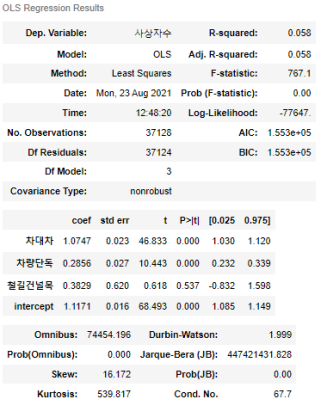 OLS Regression Results
Dep. Variable: 사상자수 R-squared: 0.058
Model: OLS Adj. R-squared: 0.058
Method: Least Squares F-statistic: 767.1
Date: Mon, 23 Aug 2021 Prob (F-statistic): 0.00
Time: 12:48:20 Log-Likelihood: -77647.
No. Observations: 37128 AIC: 1.553e+05
Df Residuals: 37124 BIC: 1.553e+05
Df Model: 3
Covariance Type: nonrobust
coef std err t P>|t| [0.025 0.975]
차대차 1.0747 0.023 46.833 0.000 1.030 1.120
차량단독 0.2856 0.027 10.443 0.000 0.232 0.339
철길건널목 0.3829 0.620 0.618 0.537 -0.832 1.598
intercept 1.1171 0.016 68.493 0.000 1.085 1.149
Omnibus: 74454.196 Durbin-Watson: 1.999
Prob(Omnibus): 0.000 Jarque-Bera (JB): 447421431.828
Skew: 16.172 Prob(JB): 0.00
Kurtosis: 539.817 Cond. No. 67.7